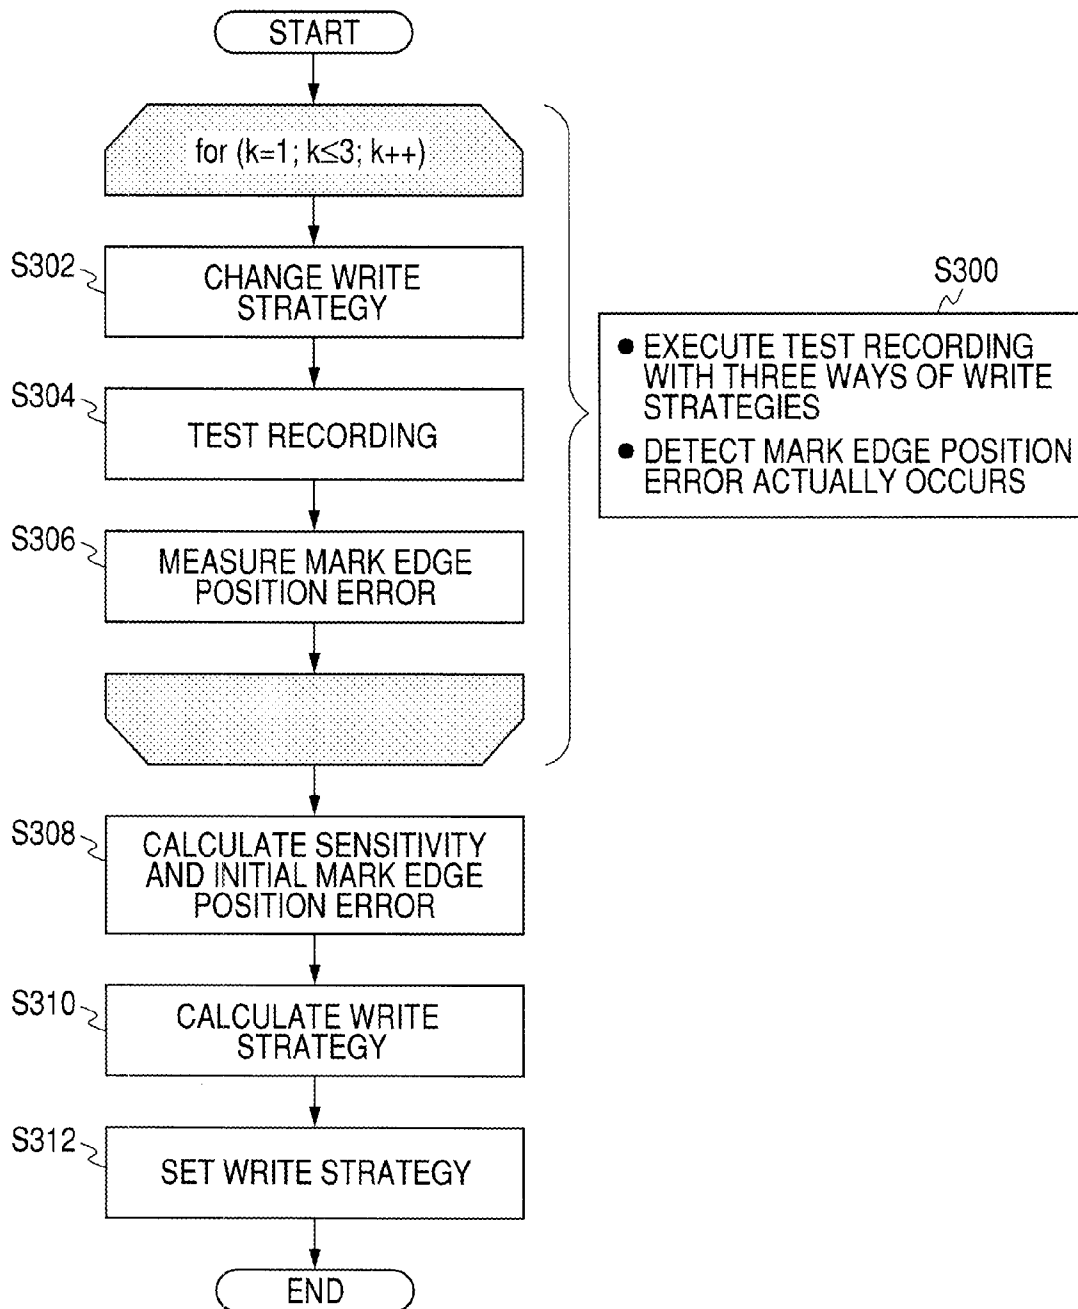 START
for (k=1; k≤3; k++)
S302
CHANGE WRITE
STRATEGY
S304
TEST RECORDING
S306
MEASURE MARK EDGE
POSITION ERROR
S300
● EXECUTE TEST RECORDING
WITH THREE WAYS OF WRITE
STRATEGIES
● DETECT MARK EDGE POSITION
ERROR ACTUALLY OCCURS
S308
CALCULATE SENSITIVITY
AND INITIAL MARK EDGE
POSITION ERROR
S310
CALCULATE WRITE
STRATEGY
S312
SET WRITE STRATEGY
END